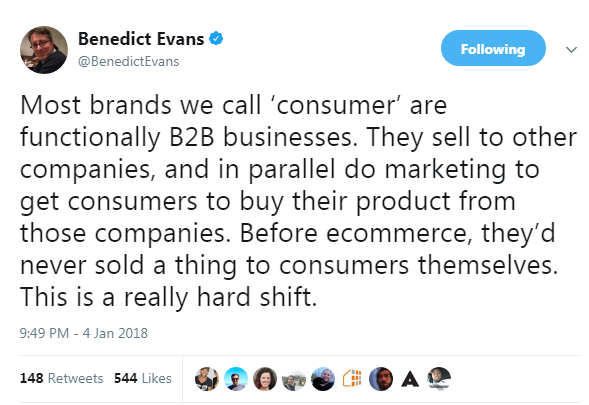 Benedict Evans
@BenedictEvans
Following
Most brands we call ‘consumer’ are
functionally B2B businesses. They sell to other
companies, and in parallel do marketing to
get consumers to buy their product from
those companies. Before ecommerce, they’d
never sold a thing to consumers themselves.
This is a really hard shift.
9:49 PM - 4 Jan 2018
148 Retweets 544 Likes